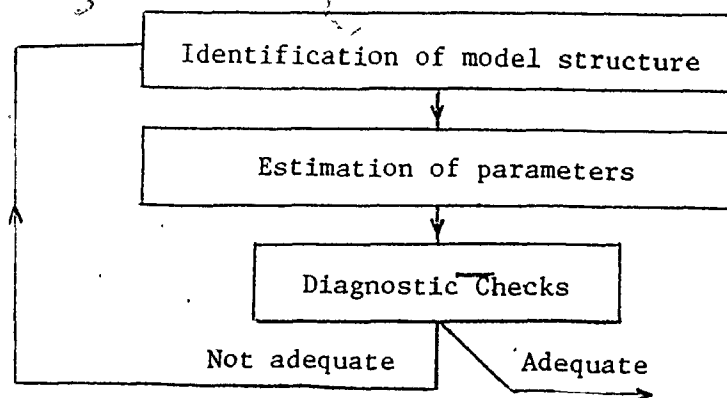 Identification of model structure
Estimation of parameters
Diagnostic Checks
Not adequate
Adequate